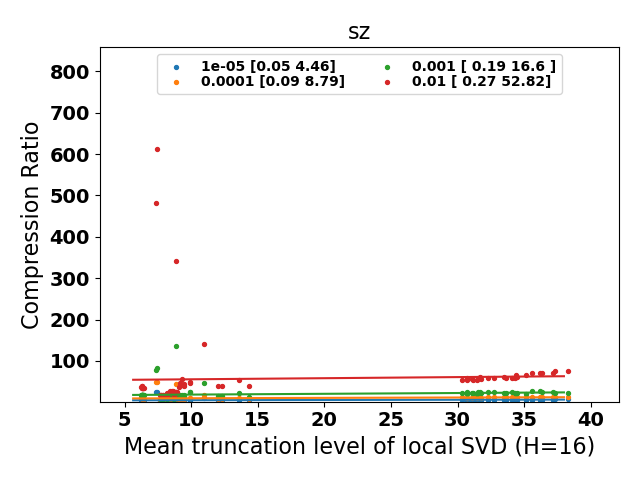 sz
1e-05 [0.05 4.46]
0.0001 [0.09 8.79]
0.001 [ 0.19 16.6 ]
0.01 [ 0.27 52.82]
Compression Ratio
800
700
600
500
400
300
200
100
5 10 15 20 25 30 35 40
Mean truncation level of local SVD (H=16)